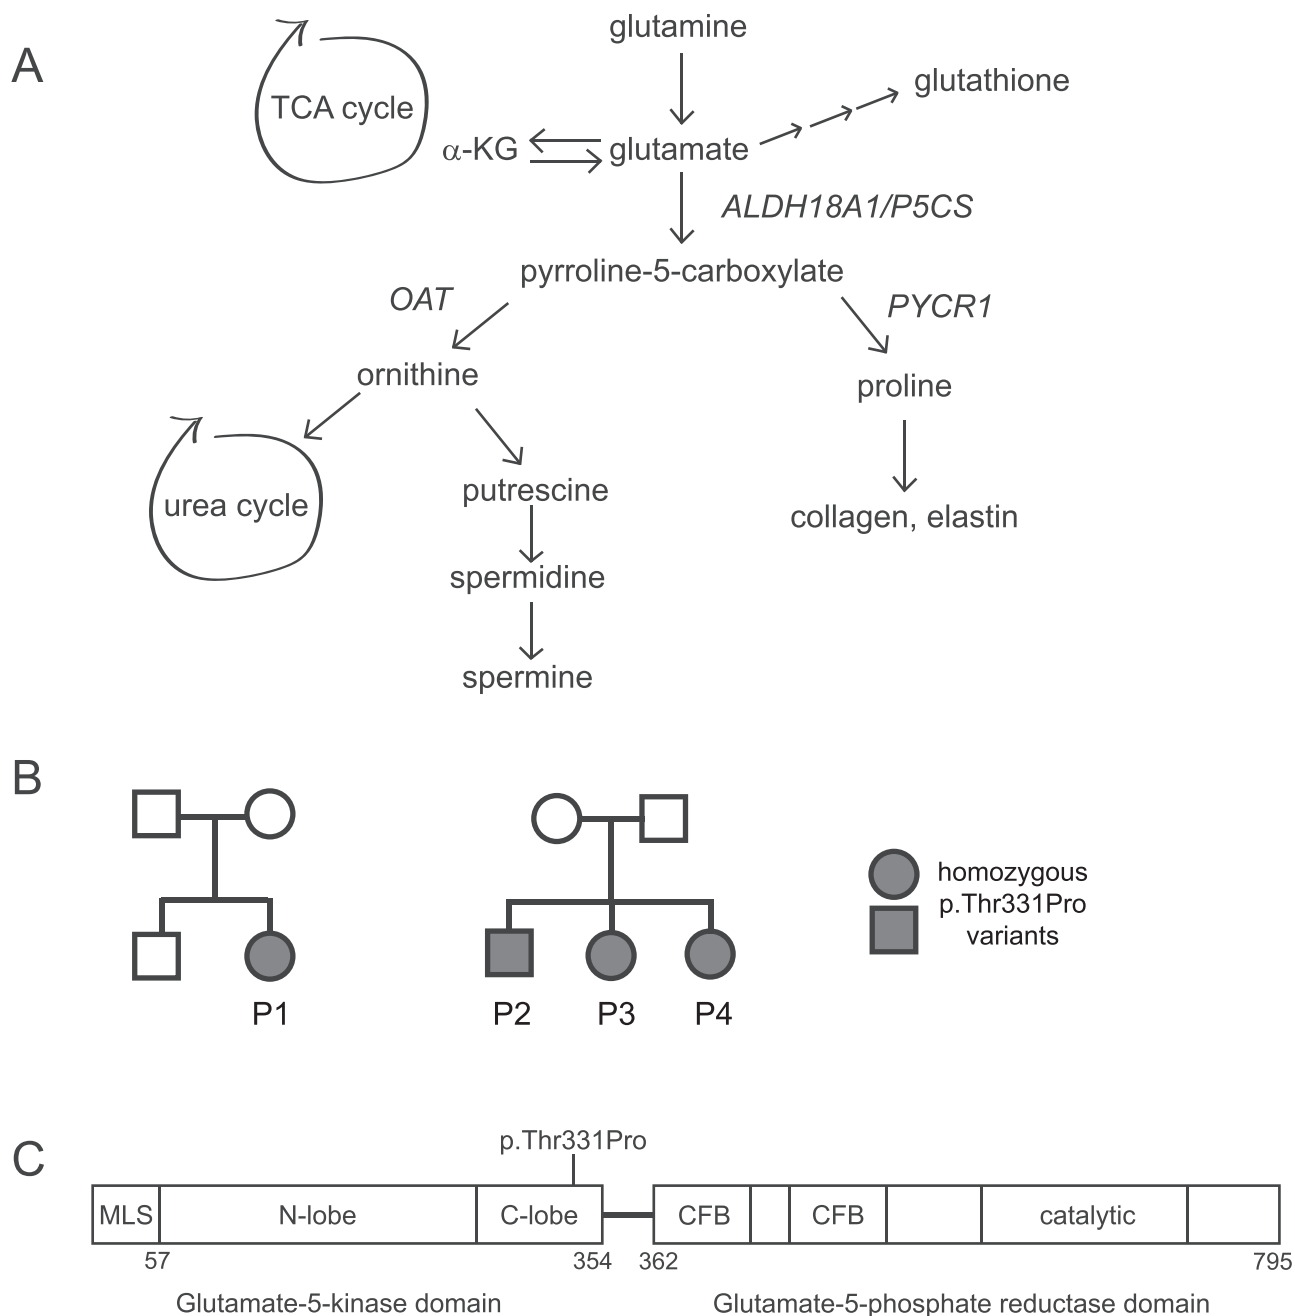 A
glutamine
glutathione
TCA cycle
α-KG
glutamate
ALDH18A1/P5CS
pyrroline-5-carboxylate
OAT
PYCR1
ornithine
proline
urea cycle
putrescine
collagen, elastin
spermidine
spermine
B
homozygous
p.Thr331Pro
variants
P1
P2
P3
P4
C
p.Thr331Pro
MLS
N-lobe
C-lobe
CFB
CFB
catalytic
57
354
362
795
Glutamate-5-kinase domain
Glutamate-5-phosphate reductase domain